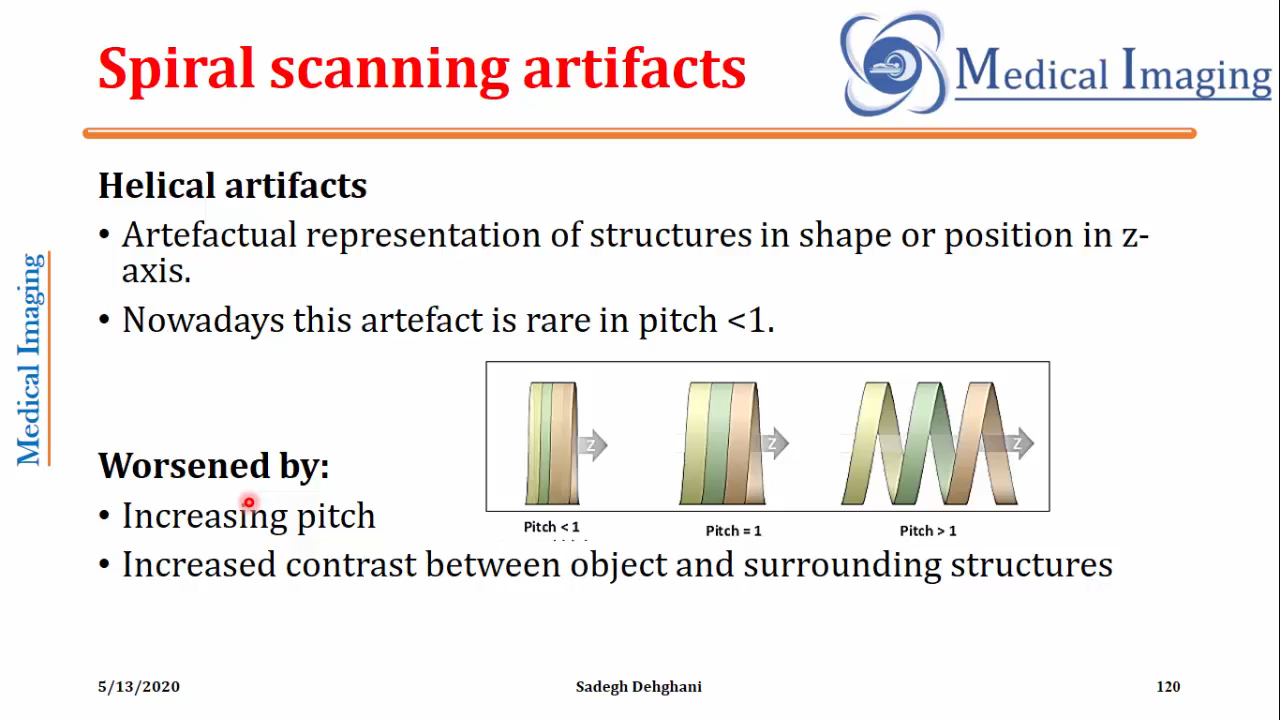 Spiral scanning artifacts
Medical Imaging
Helical artifacts
• Artefactual representation of structures in shape or position in z-
axis.
• Nowadays this artefact is rare in pitch <1.
Medical Imaging
Z
Z
Z
Pitch < 1
Pitch = 1
Pitch > 1
Worsened by:
• Increasing pitch
• Increased contrast between object and surrounding structures
5/13/2020
Sadegh Dehghani
120